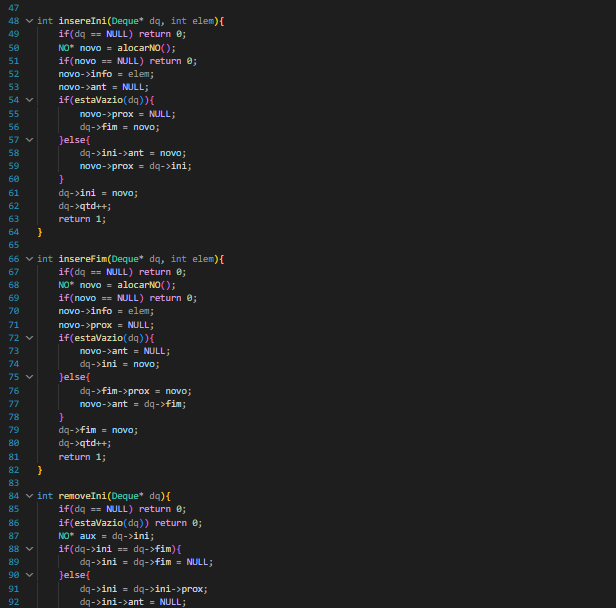 47
48 int insereIni(Deque* dq, int elem){
49     if(dq == NULL) return 0;
50     NO* novo = alocarNO();
51     if(novo == NULL) return 0;
52     novo->info = elem;
53     novo->ant = NULL;
54     if(estaVazio(dq)){
55         novo->prox = NULL;
56         dq->fim = novo;
57     }else{
58         dq->ini->ant = novo;
59         novo->prox = dq->ini;
60     }
61     dq->ini = novo;
62     dq->qtd++;
63     return 1;
64 }
65
66 int insereFim(Deque* dq, int elem){
67     if(dq == NULL) return 0;
68     NO* novo = alocarNO();
69     if(novo == NULL) return 0;
70     novo->info = elem;
71     novo->prox = NULL;
72     if(estaVazio(dq)){
73         novo->ant = NULL;
74         dq->ini = novo;
75     }else{
76         dq->fim->prox = novo;
77         novo->ant = dq->fim;
78     }
79     dq->fim = novo;
80     dq->qtd++;
81     return 1;
82 }
83
84 int removeIni(Deque* dq){
85     if(dq == NULL) return 0;
86     if(estaVazio(dq)) return 0;
87     NO* aux = dq->ini;
88     if(dq->ini == dq->fim){
89         dq->ini = dq->fim = NULL;
90     }else{
91         dq->ini = dq->ini->prox;
92         dq->ini->ant = NULL;